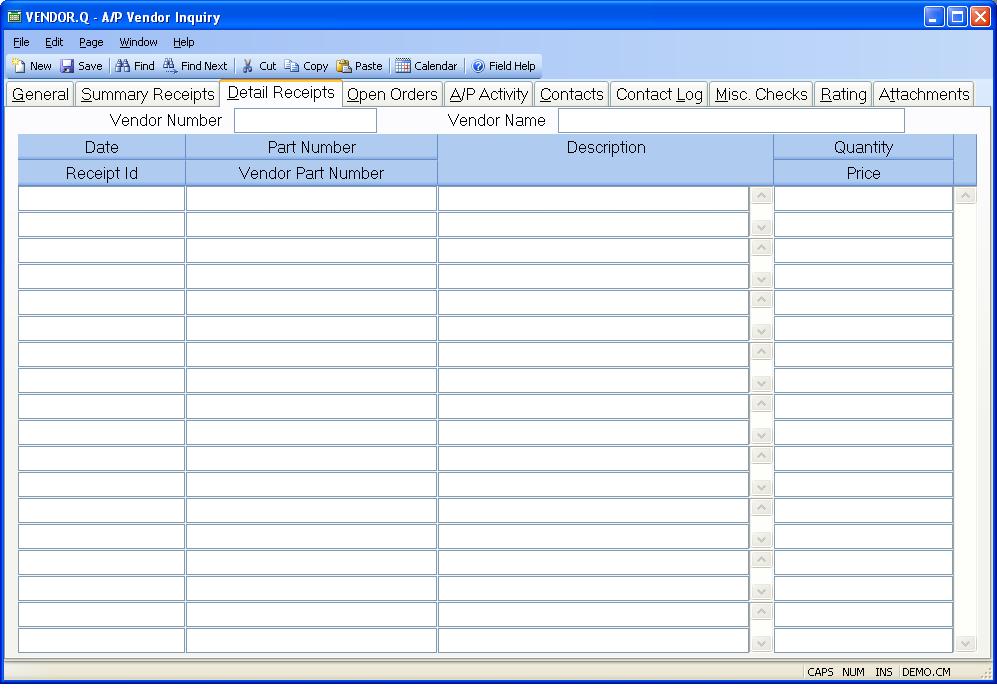 VENDOR.Q - A/P Vendor Inquiry
File Edit Page Window Help
New Save Find Find Next Cut Copy Paste Calendar Field Help
General Summary Receipts Detail Receipts Open Orders A/P Activity Contacts Contact Log Misc. Checks Rating Attachments
Vendor Number Vendor Name
Date Part Number Description Quantity
Receipt Id Vendor Part Number Price
CAPS NUM INS DEMO.CM